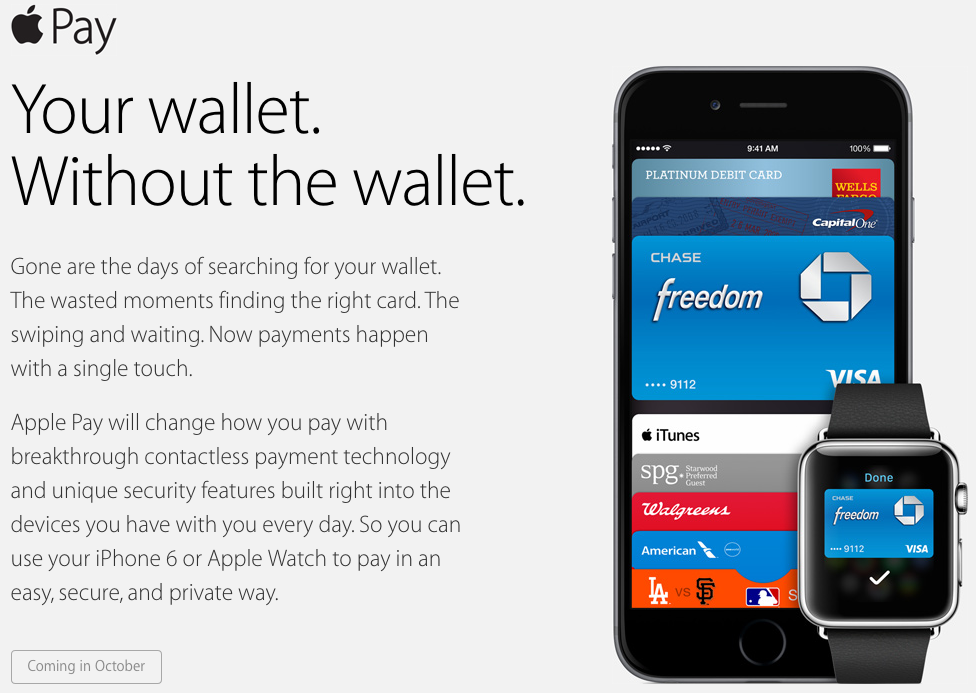 Pay
Your wallet.
Without the wallet.
Gone are the days of searching for your wallet.
The wasted moments finding the right card. The
swiping and waiting. Now payments happen
with a single touch.
Apple Pay will change how you pay with
breakthrough contactless payment technology
and unique security features built right into the
devices you have with you every day. So you can
use your iPhone 6 or Apple Watch to pay in an
easy, secure, and private way.
Coming in October
9:41 AM
100%
PLATINUM DEBIT CARD
WELLS
FARGO
CapitalOne
CHASE
freedom
•••• 9112
VISA
iTunes
spg® Starwood
Preferred
Guest
Walgreens
American
LA VS SF
S
Done
CHASE
freedom
•••• 9112
VISA